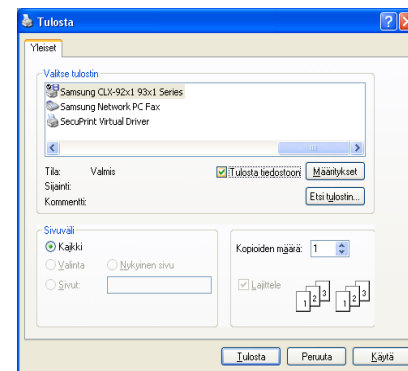 Tulosta
Yleiset
Valitse tulostin
Samsung CLX-92x1 93x1 Series
Samsung Network PC Fax
SecuPrint Virtual Driver
Tila: Valmis
Tulosta tiedostoon
Määritykset
Sijainti:
Kommentti:
Etsi tulostin...
Sivuväli
Kaikki
Valinta
Nykyinen sivu
Sivut:
Kopioiden määrä: 1
Lajittele
1 2 3 1 2 3
Tulosta
Peruuta
Käytä